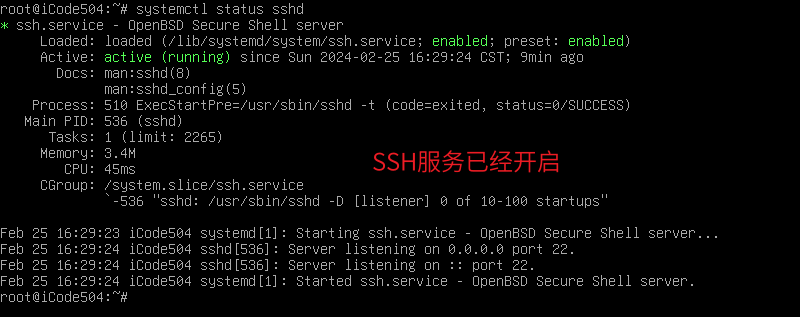 root@iCode504:~# systemctl status sshd
* ssh.service - OpenBSD Secure Shell server
     Loaded: loaded (/lib/systemd/system/ssh.service; enabled; preset: enabled)
     Active: active (running) since Sun 2024-02-25 16:29:24 CST; 9min ago
       Docs: man:sshd(8)
             man:sshd_config(5)
    Process: 510 ExecStartPre=/usr/sbin/sshd -t (code=exited, status=0/SUCCESS)
   Main PID: 536 (sshd)
      Tasks: 1 (limit: 2265)
     Memory: 3.4M
        CPU: 45ms
SSH服务已经开启
     CGroup: /system.slice/ssh.service
             `-536 "sshd: /usr/sbin/sshd -D [listener] 0 of 10-100 startups"
Feb 25 16:29:23 iCode504 systemd[1]: Starting ssh.service - OpenBSD Secure Shell server...
Feb 25 16:29:24 iCode504 sshd[536]: Server listening on 0.0.0.0 port 22.
Feb 25 16:29:24 iCode504 sshd[536]: Server listening on :: port 22.
Feb 25 16:29:24 iCode504 systemd[1]: Started ssh.service - OpenBSD Secure Shell server.
root@iCode504:~#